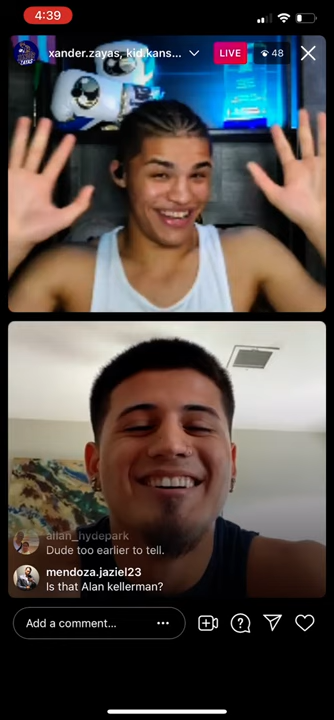 4:39
xander.zayas, kid.kans...
LIVE
48
allan_hydepark
Dude too earlier to tell.
mendoza.jaziel23
Is that Alan kellerman?
Add a comment...